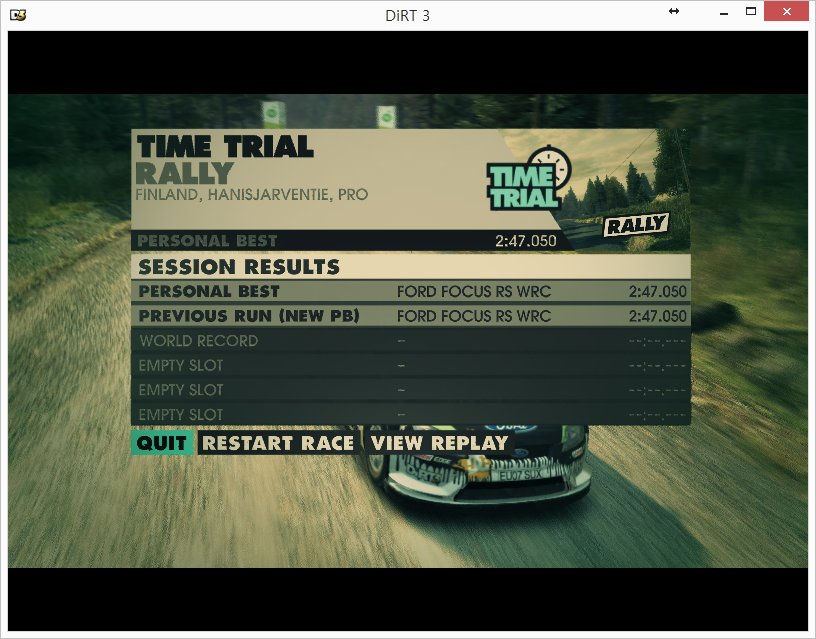 DiRT 3
TIME TRIAL
RALLY
FINLAND, HANISJARVENTIE, PRO
TIME
TRIAL
RALLY
PERSONAL BEST 2:47.050
SESSION RESULTS
PERSONAL BEST FORD FOCUS RS WRC 2:47.050
PREVIOUS RUN (NEW PB) FORD FOCUS RS WRC 2:47.050
WORLD RECORD – --:--.---
EMPTY SLOT – --:--.---
EMPTY SLOT – --:--.---
EMPTY SLOT – --:--.---
QUIT RESTART RACE VIEW REPLAY
EU07 SUX